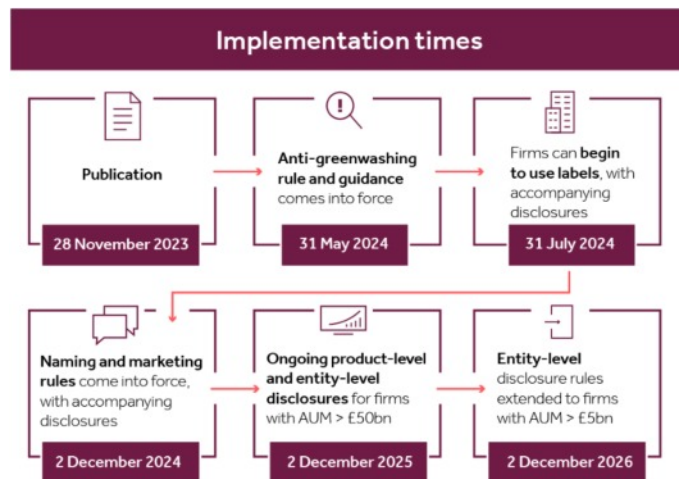 Implementation times
Publication
28 November 2023
Anti-greenwashing
rule and guidance
comes into force
31 May 2024
Firms can begin
to use labels, with
accompanying
disclosures
31 July 2024
Naming and marketing
rules come into force,
with accompanying
disclosures
2 December 2024
Ongoing product-level
and entity-level
disclosures for firms
with AUM > £50bn
2 December 2025
Entity-level
disclosure rules
extended to firms
with AUM > £5bn
2 December 2026